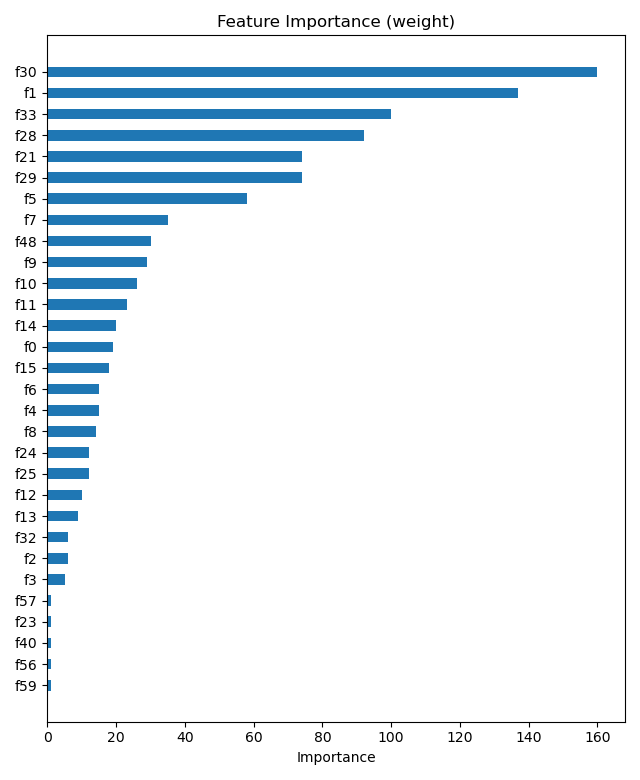 Feature Importance (weight)
f30
f1
f33
f28
f21
f29
f5
f7
f48
f9
f10
f11
f14
f0
f15
f6
f4
f8
f24
f25
f12
f13
f32
f2
f3
f57
f23
f40
f56
f59
0 20 40 60 80 100 120 140 160
Importance